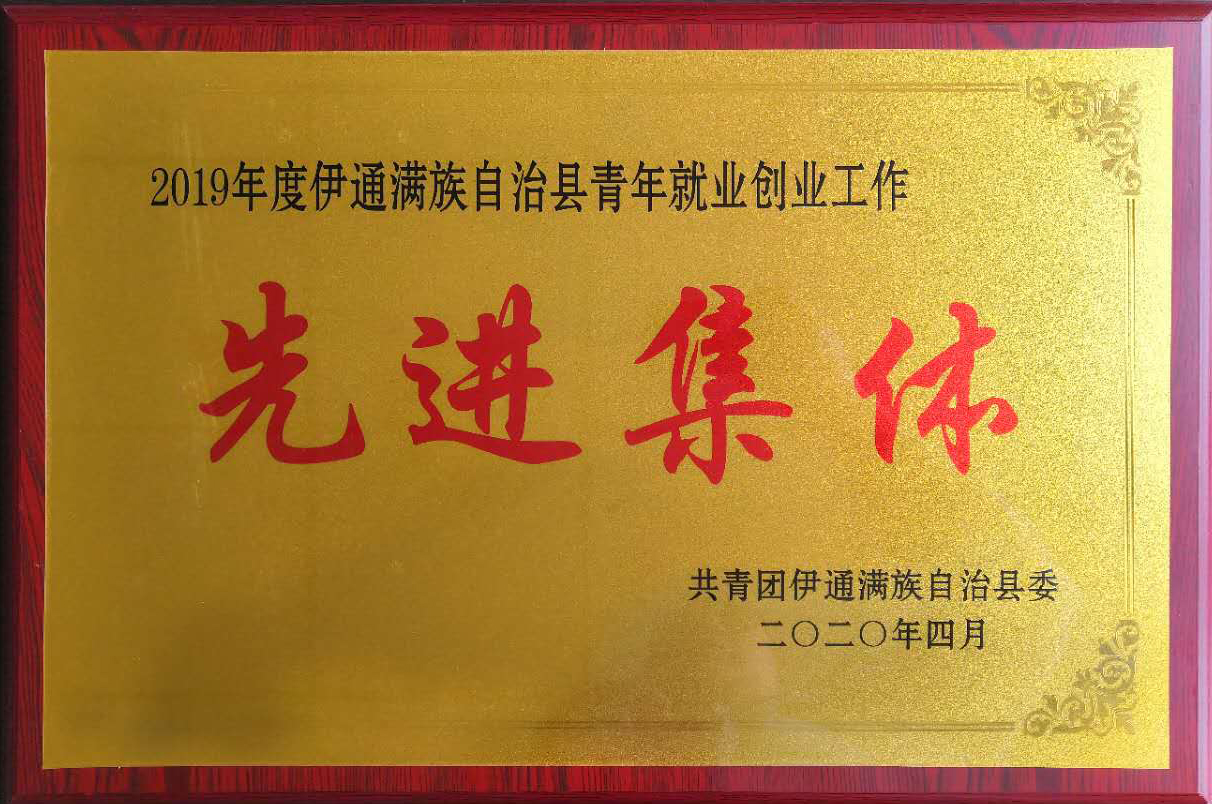 2019年度伊通满族自治县青年就业创业工作
先进集体
共青团伊通满族自治县委
二〇二〇年四月